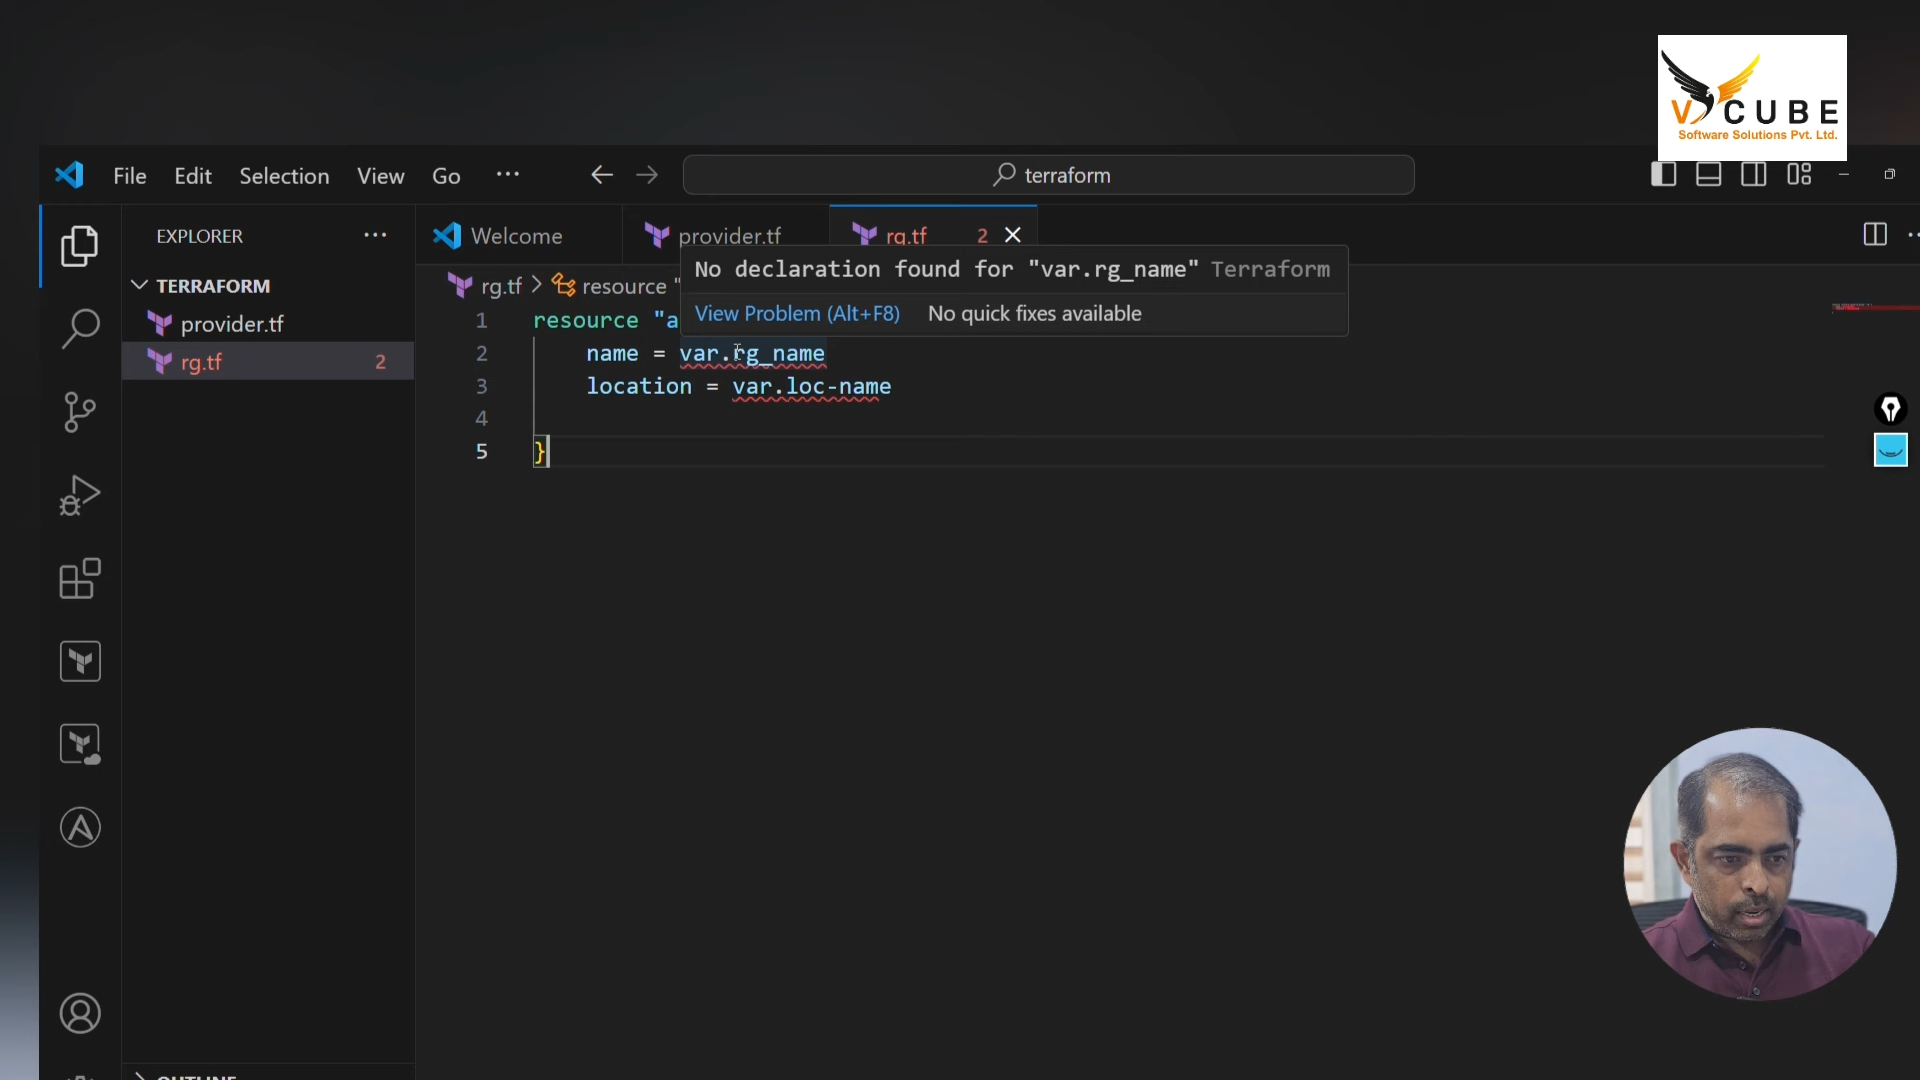 V CUBE
Software Solutions Pvt. Ltd.
File Edit Selection View Go ··· terraform
EXPLORER ···
Welcome provider.tf rg.tf 2
TERRAFORM
provider.tf
rg.tf 2
rg.tf > resource "
No declaration found for "var.rg_name" Terraform
View Problem (Alt+F8) No quick fixes available
1 resource "a
2 name = var.rg_name
3 location = var.loc-name
4
5 }
OUTLINE